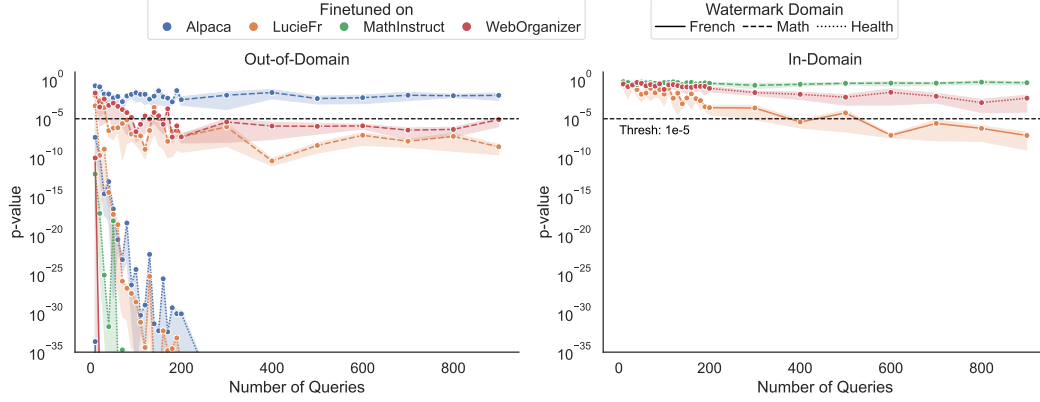 Finetuned on
Alpaca LucieFr MathInstruct WebOrganizer
Watermark Domain
French Math Health
Out-of-Domain
p-value
10^0
10^−5
10^−10
10^−15
10^−20
10^−25
10^−30
10^−35
0 200 400 600 800
Number of Queries
In-Domain
p-value
10^0
10^−5
10^−10
10^−15
10^−20
10^−25
10^−30
10^−35
Thresh: 1e-5
0 200 400 600 800
Number of Queries